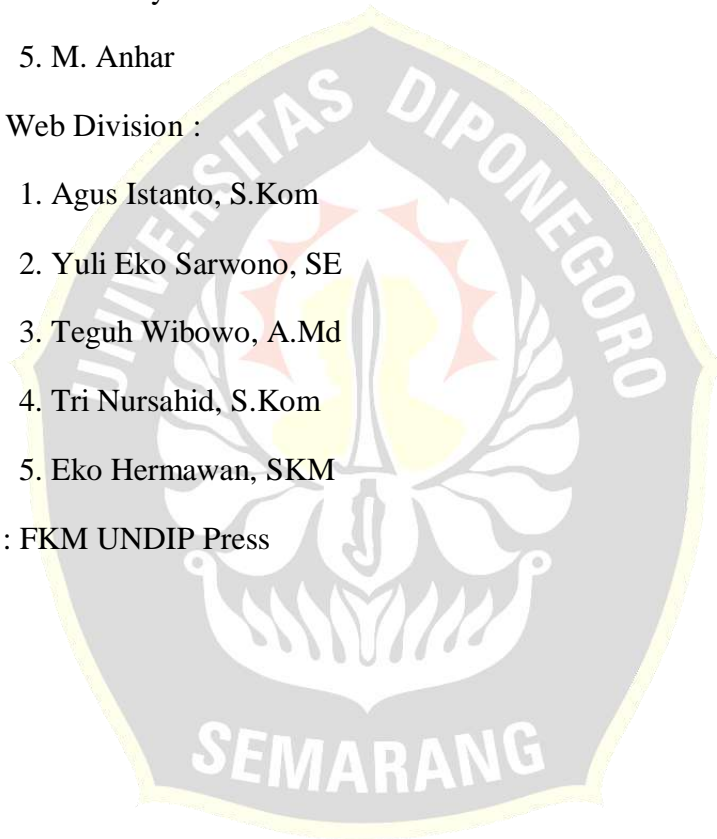 5. M. Anhar
Web Division :
1. Agus Istanto, S.Kom
2. Yuli Eko Sarwono, SE
3. Teguh Wibowo, A.Md
4. Tri Nursahid, S.Kom
5. Eko Hermawan, SKM
: FKM UNDIP Press
UNIVERSITAS DIPONEGORO
SEMARANG